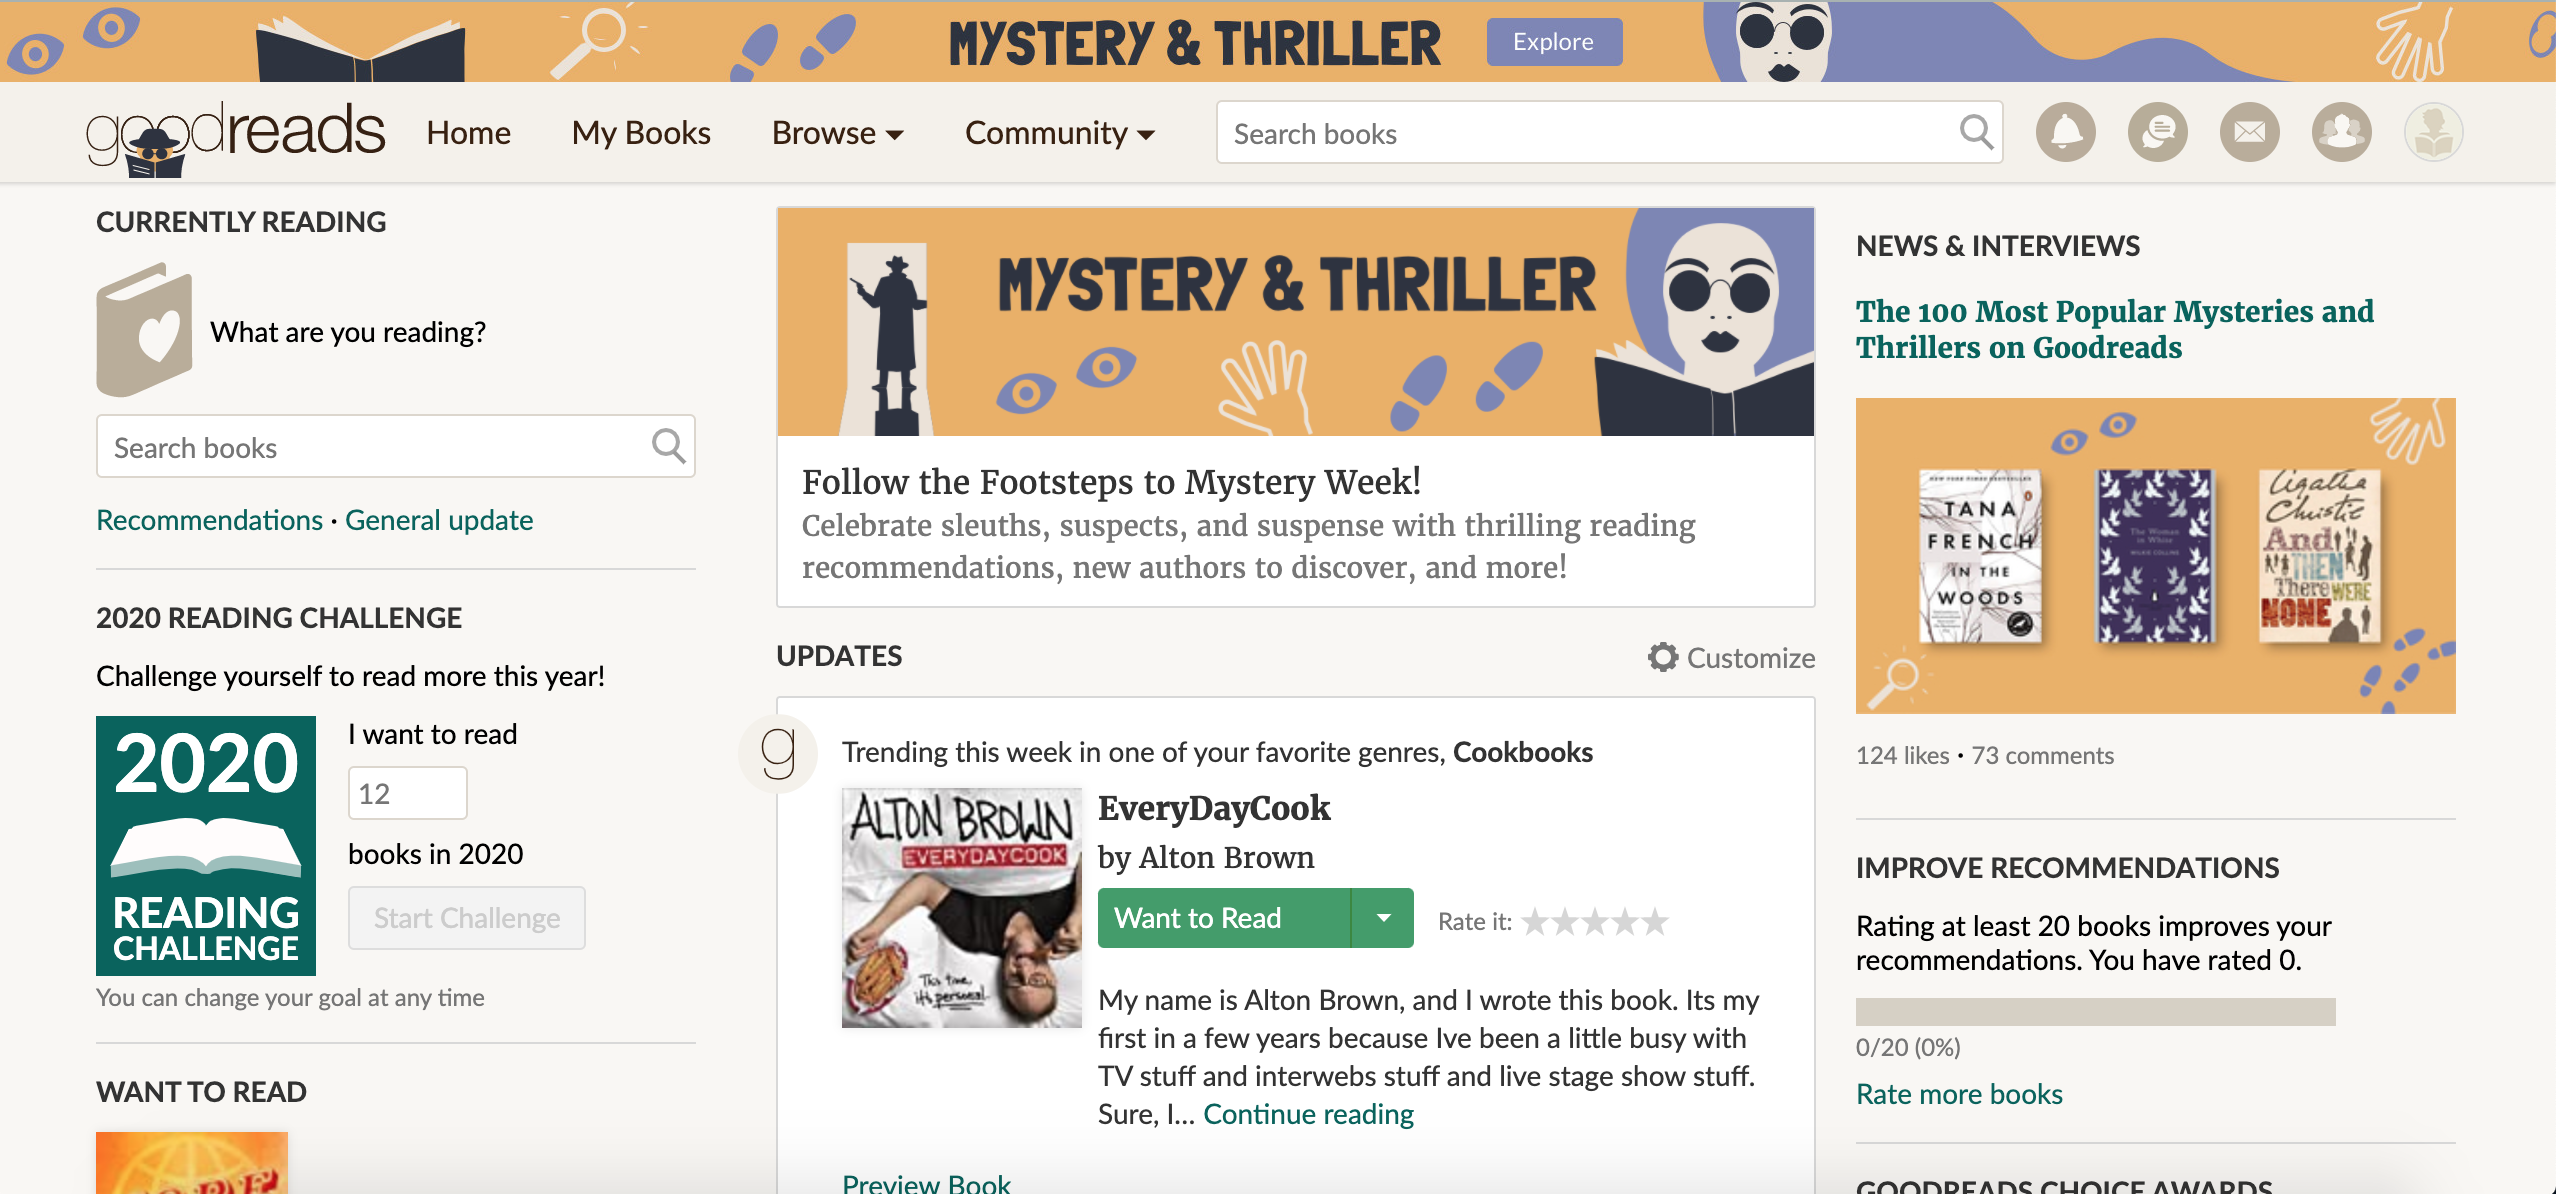 MYSTERY & THRILLER
Explore
goodreads
Home
My Books
Browse
Community
Search books
CURRENTLY READING
What are you reading?
Search books
Recommendations · General update
2020 READING CHALLENGE
Challenge yourself to read more this year!
2020
READING
CHALLENGE
I want to read
12
books in 2020
Start Challenge
You can change your goal at any time
WANT TO READ
MYSTERY & THRILLER
Follow the Footsteps to Mystery Week!
Celebrate sleuths, suspects, and suspense with thrilling reading
recommendations, new authors to discover, and more!
UPDATES
Customize
g
Trending this week in one of your favorite genres, Cookbooks
ALTON BROWN
EVERYDAYCOOK
This time,
it's personal
EveryDayCook
by Alton Brown
Want to Read
Rate it:
My name is Alton Brown, and I wrote this book. Its my
first in a few years because Ive been a little busy with
TV stuff and interwebs stuff and live stage show stuff.
Sure, I... Continue reading
Preview Book
NEWS & INTERVIEWS
The 100 Most Popular Mysteries and
Thrillers on Goodreads
NEW YORK TIMES BESTSELLER
TANA
FRENCH
IN THE
WOODS
The Woman
in White
WILKIE COLLINS
Agatha
Christie
And
THEN
There WERE
NONE
124 likes · 73 comments
IMPROVE RECOMMENDATIONS
Rating at least 20 books improves your
recommendations. You have rated 0.
0/20 (0%)
Rate more books
GOODREADS CHOICE AWARDS